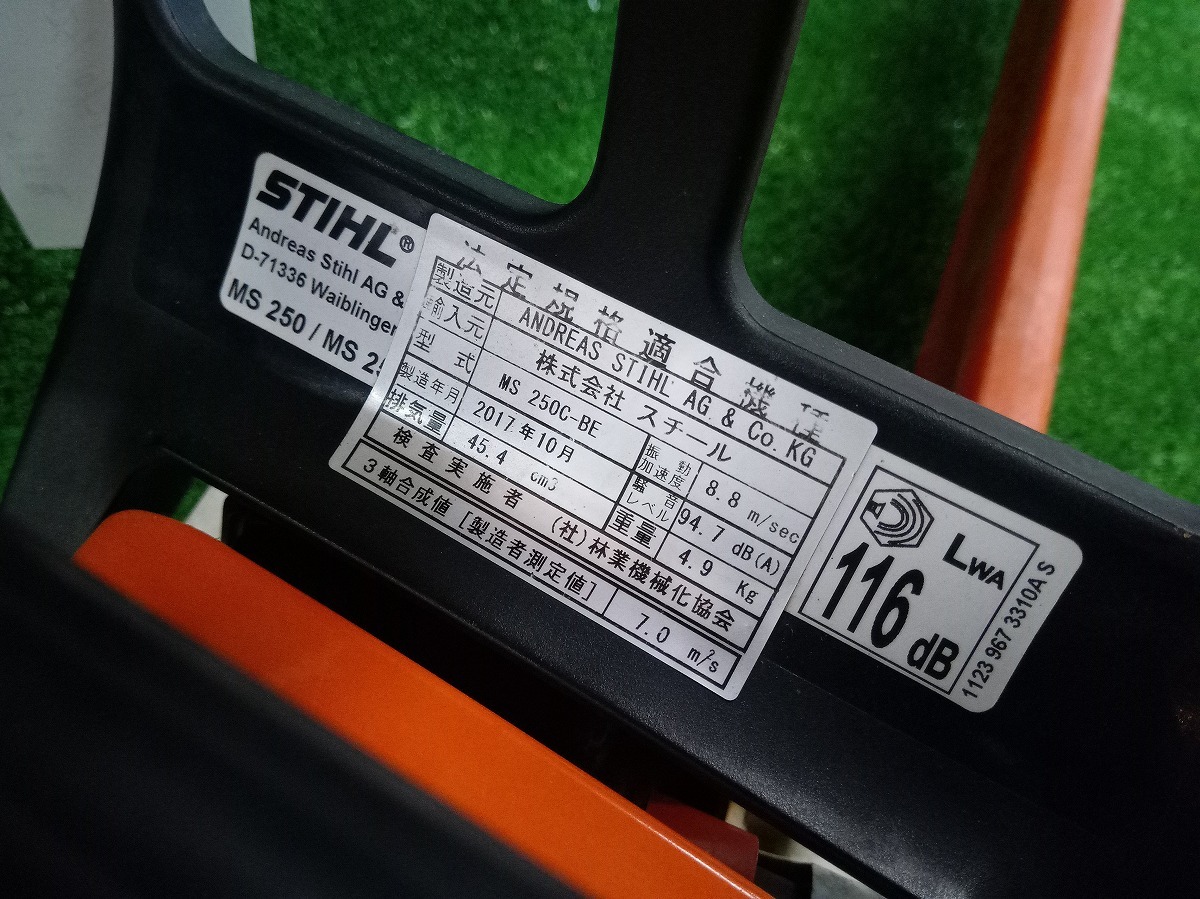 STIHL®
Andreas Stihl AG &
D-71336 Waiblingen
MS 250 / MS
法定規格適合機種
製造元 ANDREAS STIHL AG & Co. KG
輸入元 株式会社 スチール
型式 MS 250C-BE 振動加速度 8.8 m/sec
製造年月 2017年10月 騒音レベル 94.7 dB(A)
排気量 45.4 cm3 重量 4.9 Kg
検査実施者 (社)林業機械化協会
3軸合成値 [製造者測定値] 7.0 m²s
LWA
116 dB
1123 967 3310A S